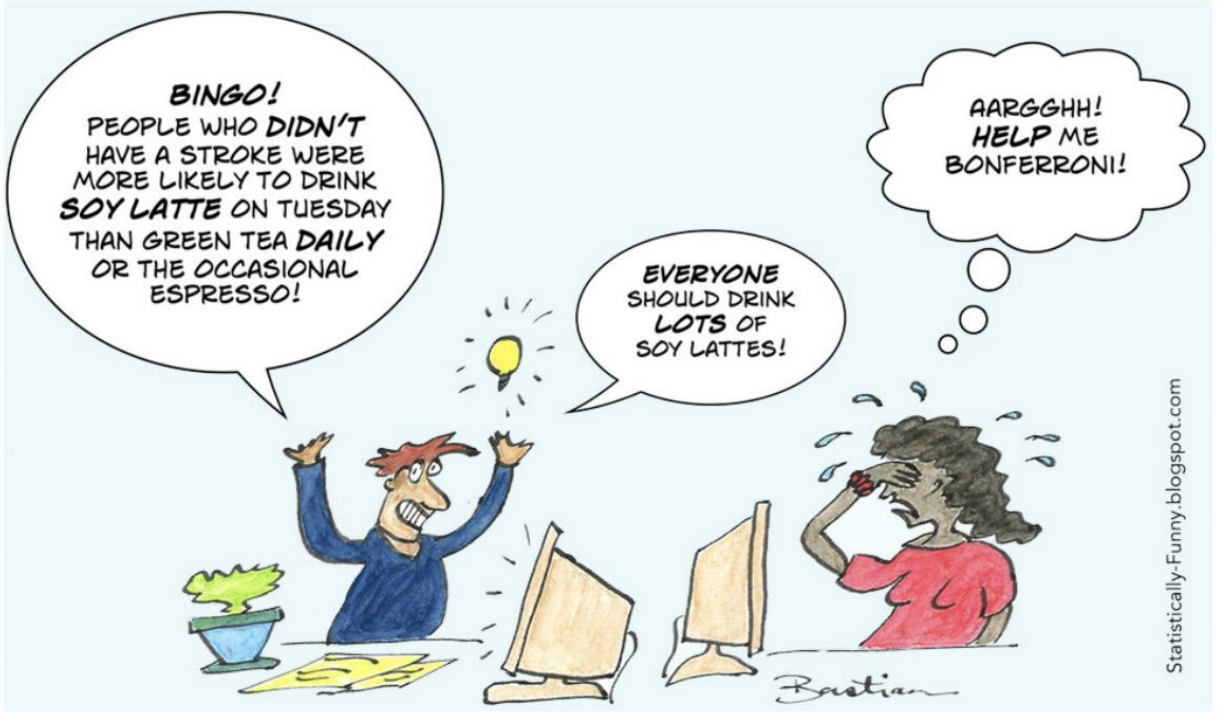 BINGO!
PEOPLE WHO DIDN'T
HAVE A STROKE WERE
MORE LIKELY TO DRINK
SOY LATTE ON TUESDAY
THAN GREEN TEA DAILY
OR THE OCCASIONAL
ESPRESSO!
EVERYONE
SHOULD DRINK
LOTS OF
SOY LATTES!
AARGGHH!
HELP ME
BONFERRONI!
Bastian
Statistically-Funny.blogspot.com